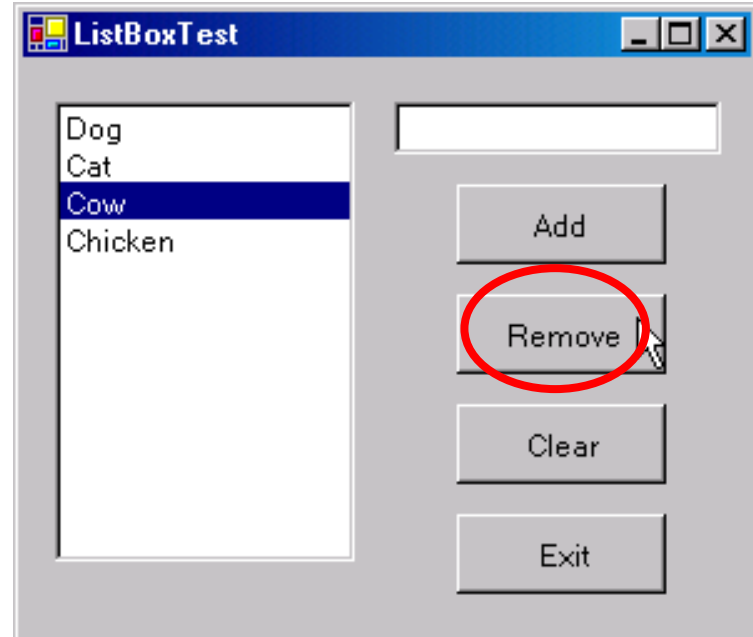 ListBoxTest
Dog
Cat
Cow
Chicken
Add
Remove
Clear
Exit